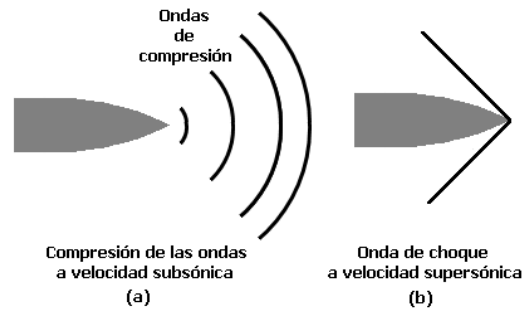 Ondas
de
compresión
Compresión de las ondas
a velocidad subsónica
(a)
Onda de choque
a velocidad supersónica
(b)